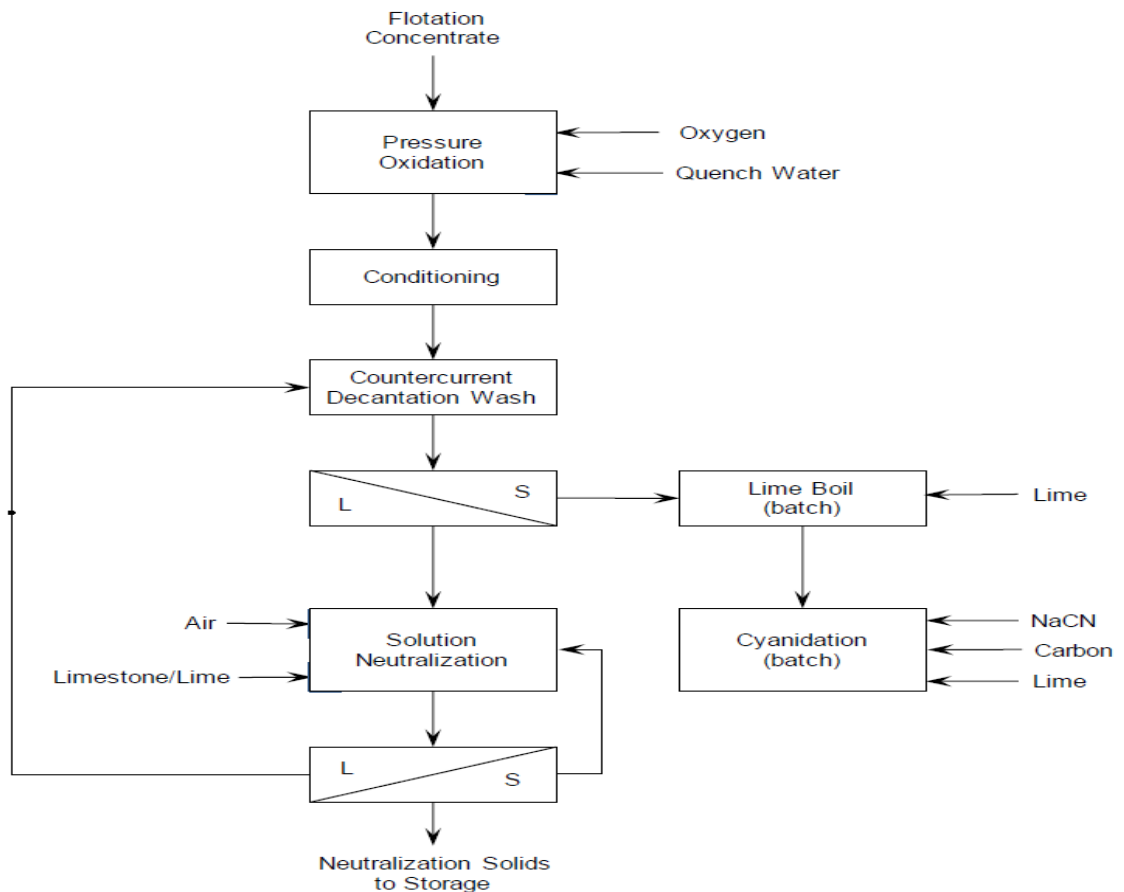 Flotation
Concentrate
Pressure
Oxidation
Oxygen
Quench Water
Conditioning
Countercurrent
Decantation Wash
L
S
Lime Boil
(batch)
Lime
Air
Limestone/Lime
Solution
Neutralization
Cyanidation
(batch)
NaCN
Carbon
Lime
L
S
Neutralization Solids
to Storage